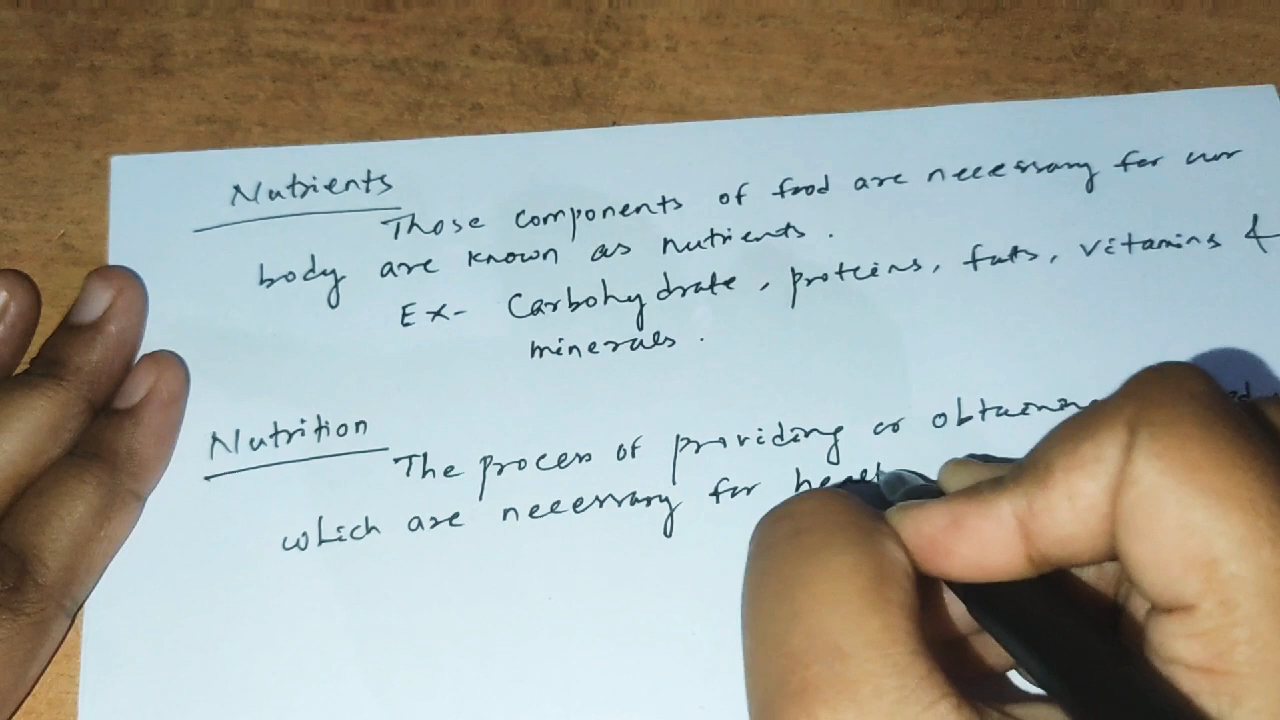 Nutrients
Those components of food are necessary for our
body are known as nutrients.
Ex- Carbohydrate, proteins, fats, vitamins &
minerals.
Nutrition
The process of providing or obtaining
which are necessary for